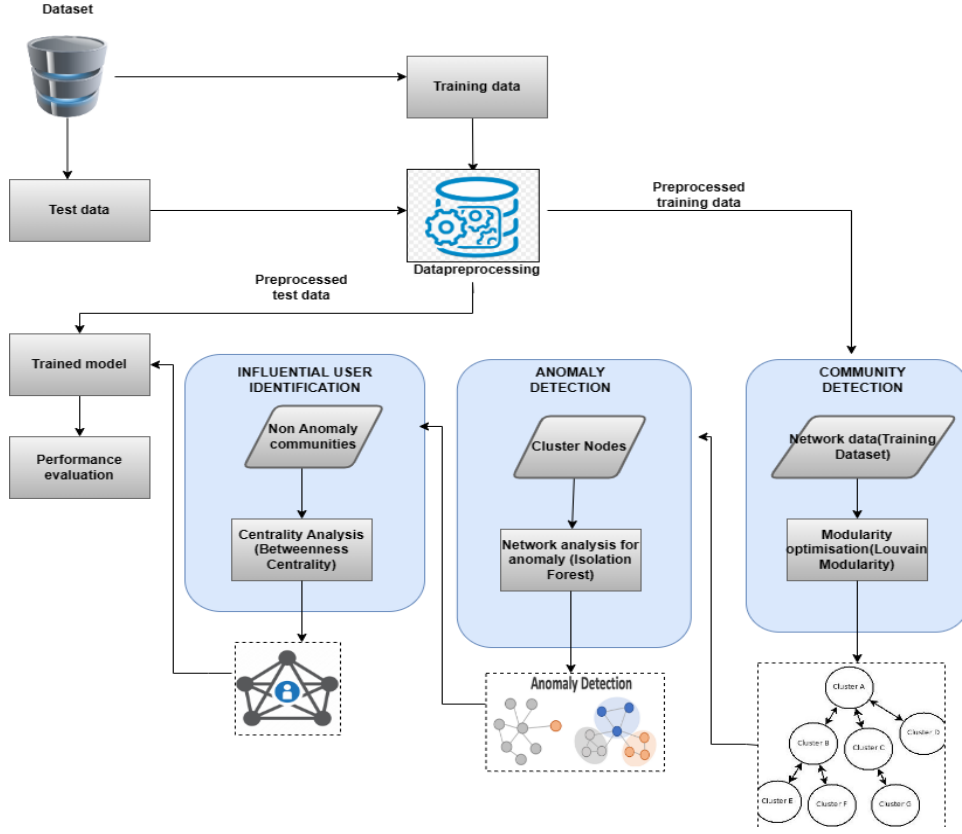 Dataset
Training data
Test data
Preprocessed
training data
Datapreprocessing
Preprocessed
test data
Trained model
Performance
evaluation
INFLUENTIAL USER
IDENTIFICATION
Non Anomaly
communities
Centrality Analysis
(Betweenness
Centrality)
ANOMALY
DETECTION
Cluster Nodes
Network analysis for
anomaly (Isolation
Forest)
Anomaly Detection
COMMUNITY
DETECTION
Network data(Training
Dataset)
Modularity
optimisation(Louvain
Modularity)
Cluster A
Cluster B
Cluster C
Cluster D
Cluster E
Cluster F
Cluster G